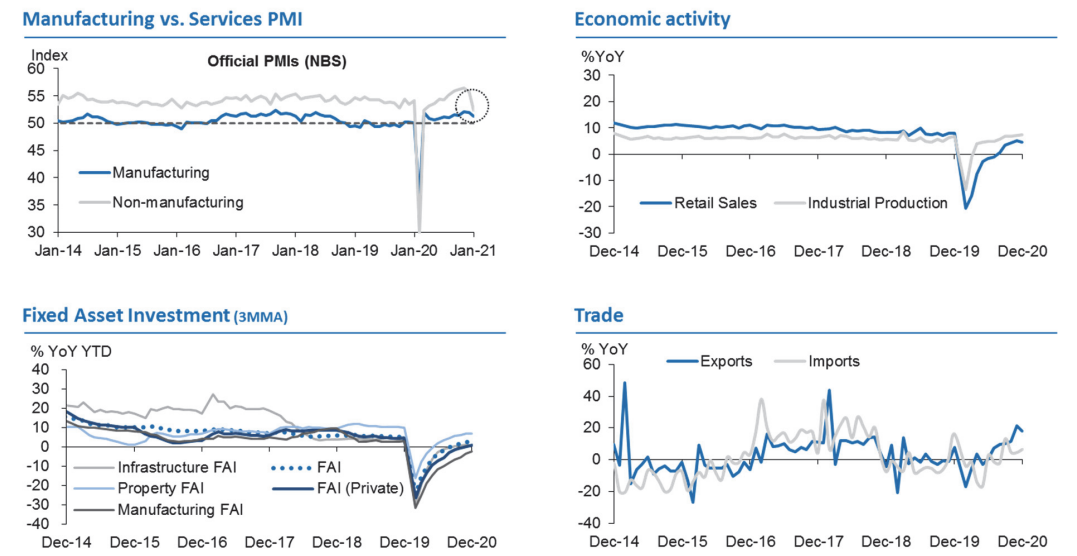 Manufacturing vs. Services PMI
Index
Official PMIs (NBS)
60
55
50
45
40
35
30
Manufacturing
Non-manufacturing
Jan-14 Jan-15 Jan-16 Jan-17 Jan-18 Jan-19 Jan-20 Jan-21
Economic activity
%YoY
30
20
10
0
-10
-20
-30
Retail Sales Industrial Production
Dec-14 Dec-15 Dec-16 Dec-17 Dec-18 Dec-19 Dec-20
Fixed Asset Investment (3MMA)
% YoY YTD
40
30
20
10
0
-10
-20
-30
-40
Infrastructure FAI FAI
Property FAI FAI (Private)
Manufacturing FAI
Dec-14 Dec-15 Dec-16 Dec-17 Dec-18 Dec-19 Dec-20
Trade
% YoY
Exports Imports
60
40
20
0
-20
-40
Dec-14 Dec-15 Dec-16 Dec-17 Dec-18 Dec-19 Dec-20